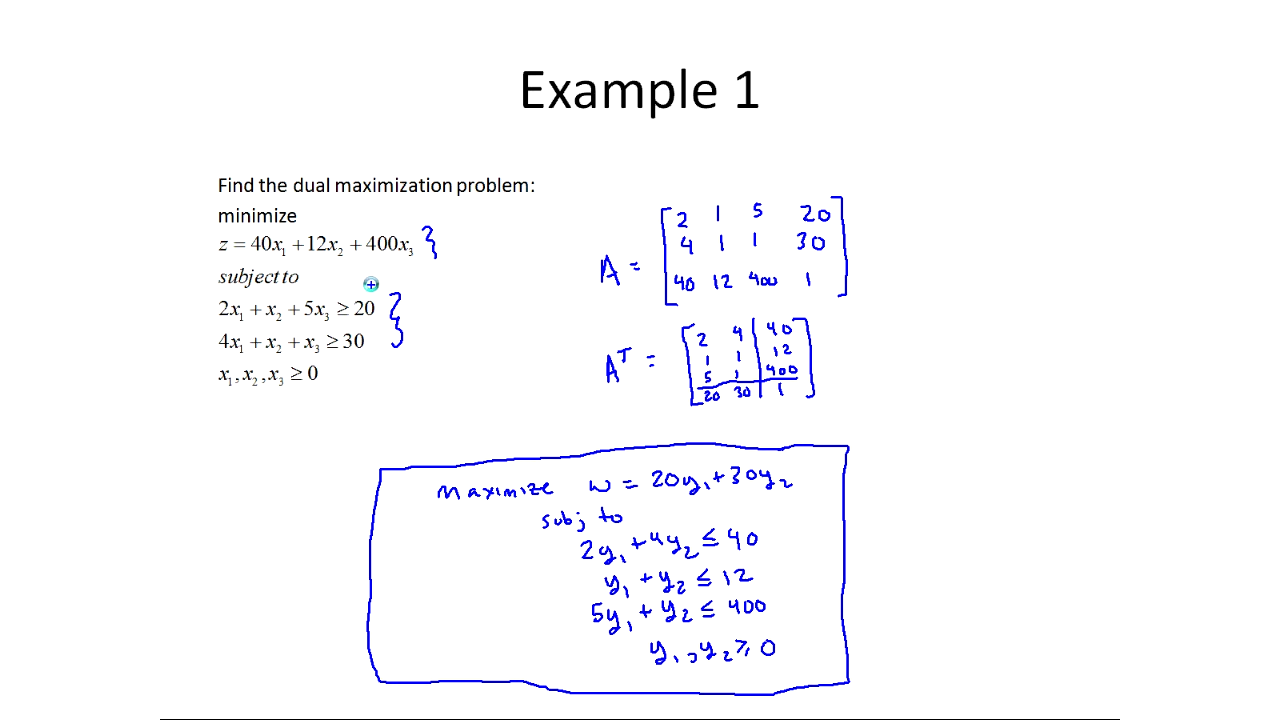 Example 1
Find the dual maximization problem:
minimize
z = 40x₁ + 12x₂ + 400x₃ }
subject to
2x₁ + x₂ + 5x₃ ≥ 20
4x₁ + x₂ + x₃ ≥ 30 }
x₁, x₂, x₃ ≥ 0
A =
2 1 5 20
4 1 1 30
40 12 400 1
Aᵀ =
2 4 40
1 1 12
5 1 400
20 30 1
Maximize w = 20y₁ + 30y₂
subj to
2y₁ + 4y₂ ≤ 40
y₁ + y₂ ≤ 12
5y₁ + y₂ ≤ 400
y₁, y₂ ≥ 0